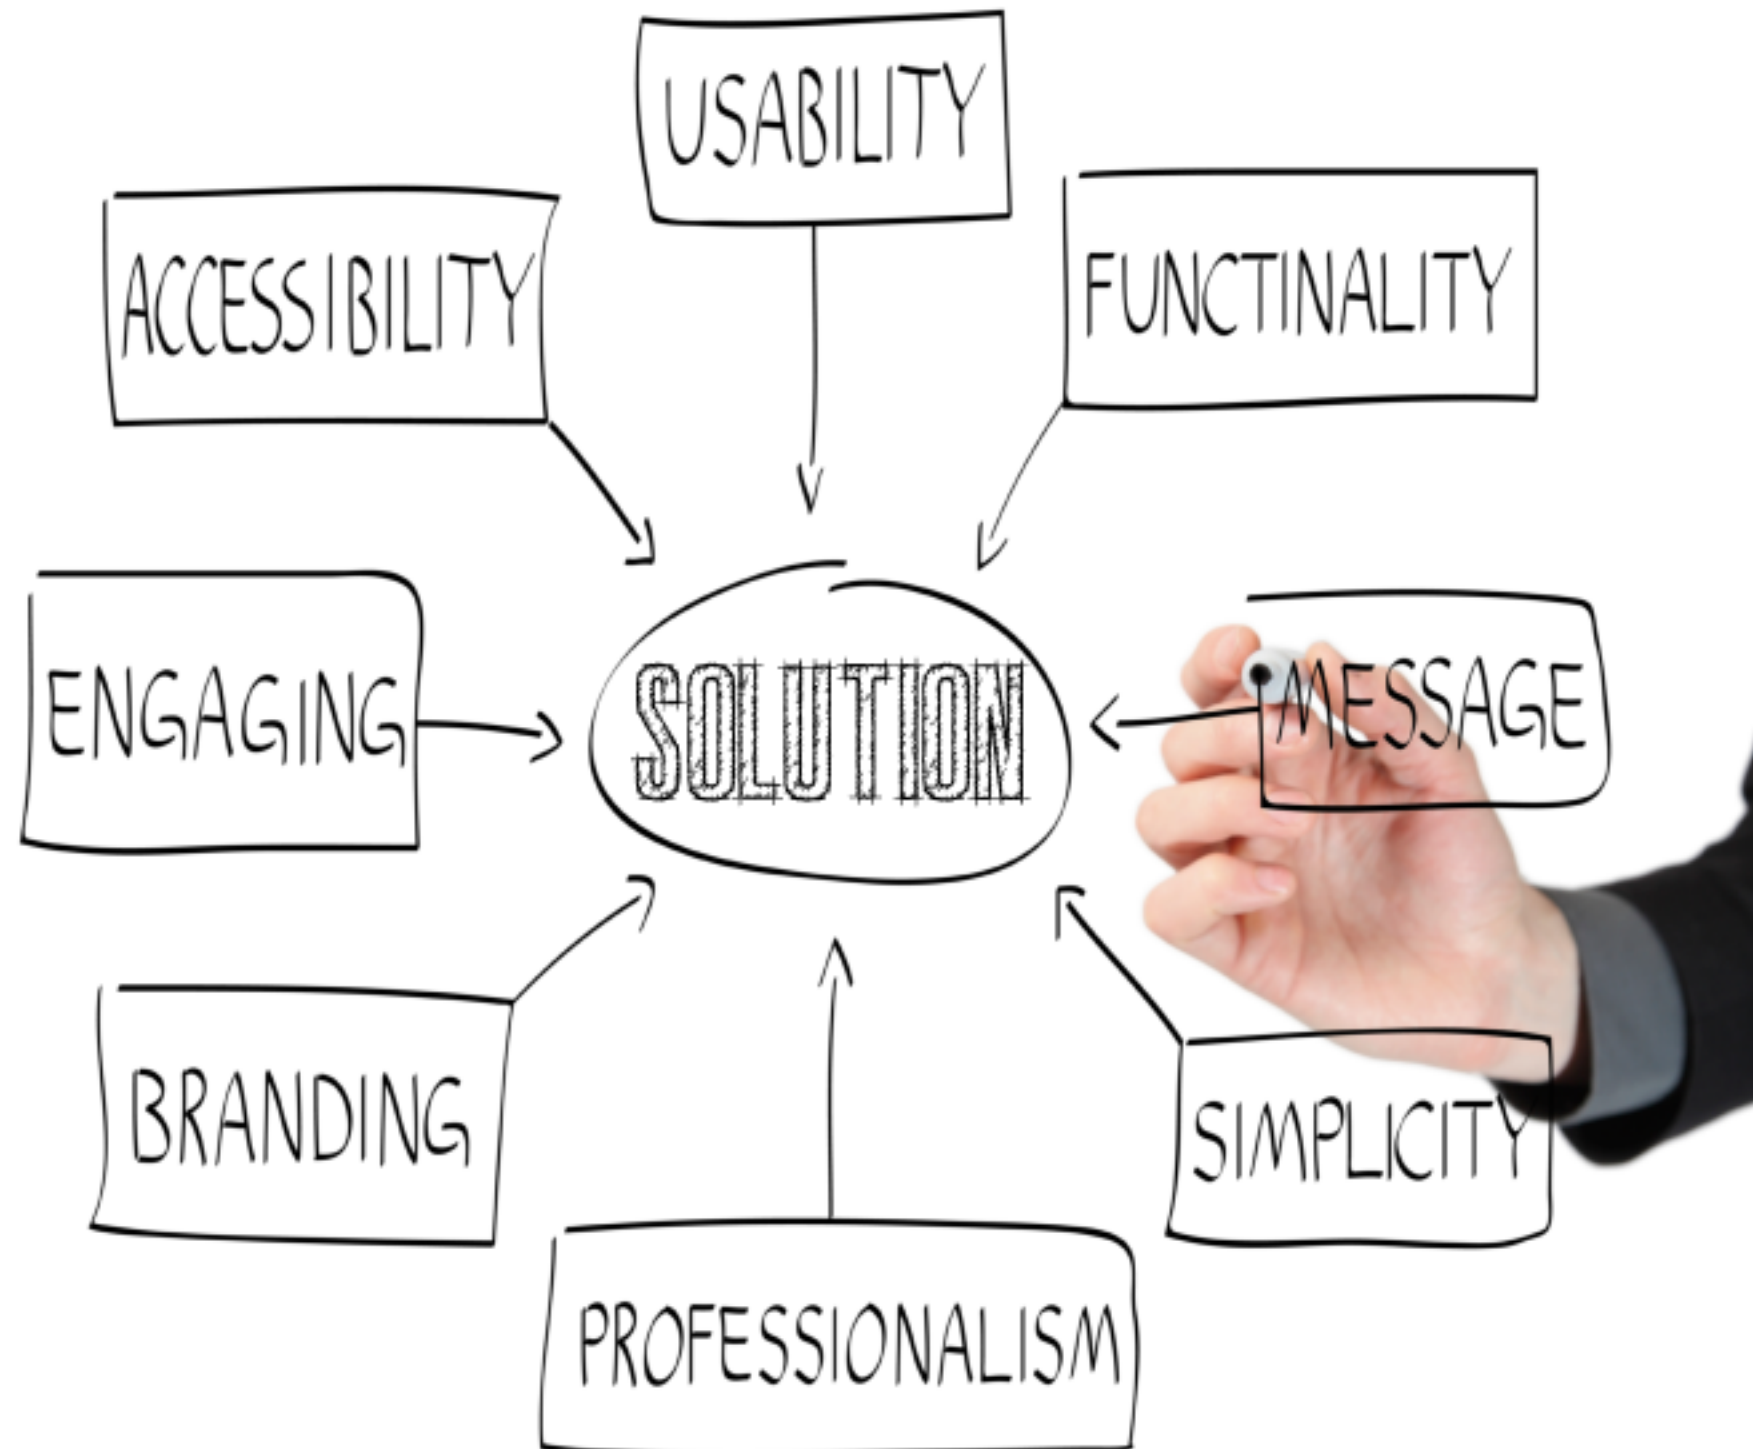 USABILITY
ACCESSIBILITY
FUNCTINALITY
ENGAGING
SOLUTION
MESSAGE
BRANDING
SIMPLICITY
PROFESSIONALISM